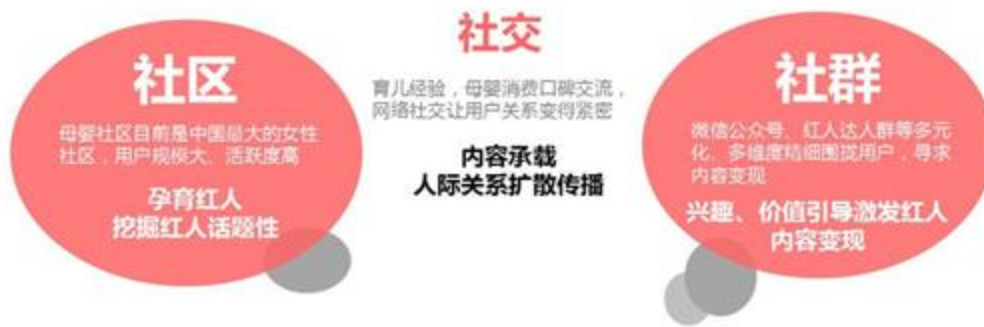 社区
母婴社区目前是中国最大的女性
社区，用户规模大、活跃度高
孕育红人
挖掘红人话题性
社交
育儿经验，母婴消费口碑交流，
网络社交让用户关系变得紧密
内容承载
人际关系扩散传播
社群
微信公众号、红人达人群等多元
化、多维度精细围拢用户，寻求
内容变现
兴趣、价值引导激发红人
内容变现